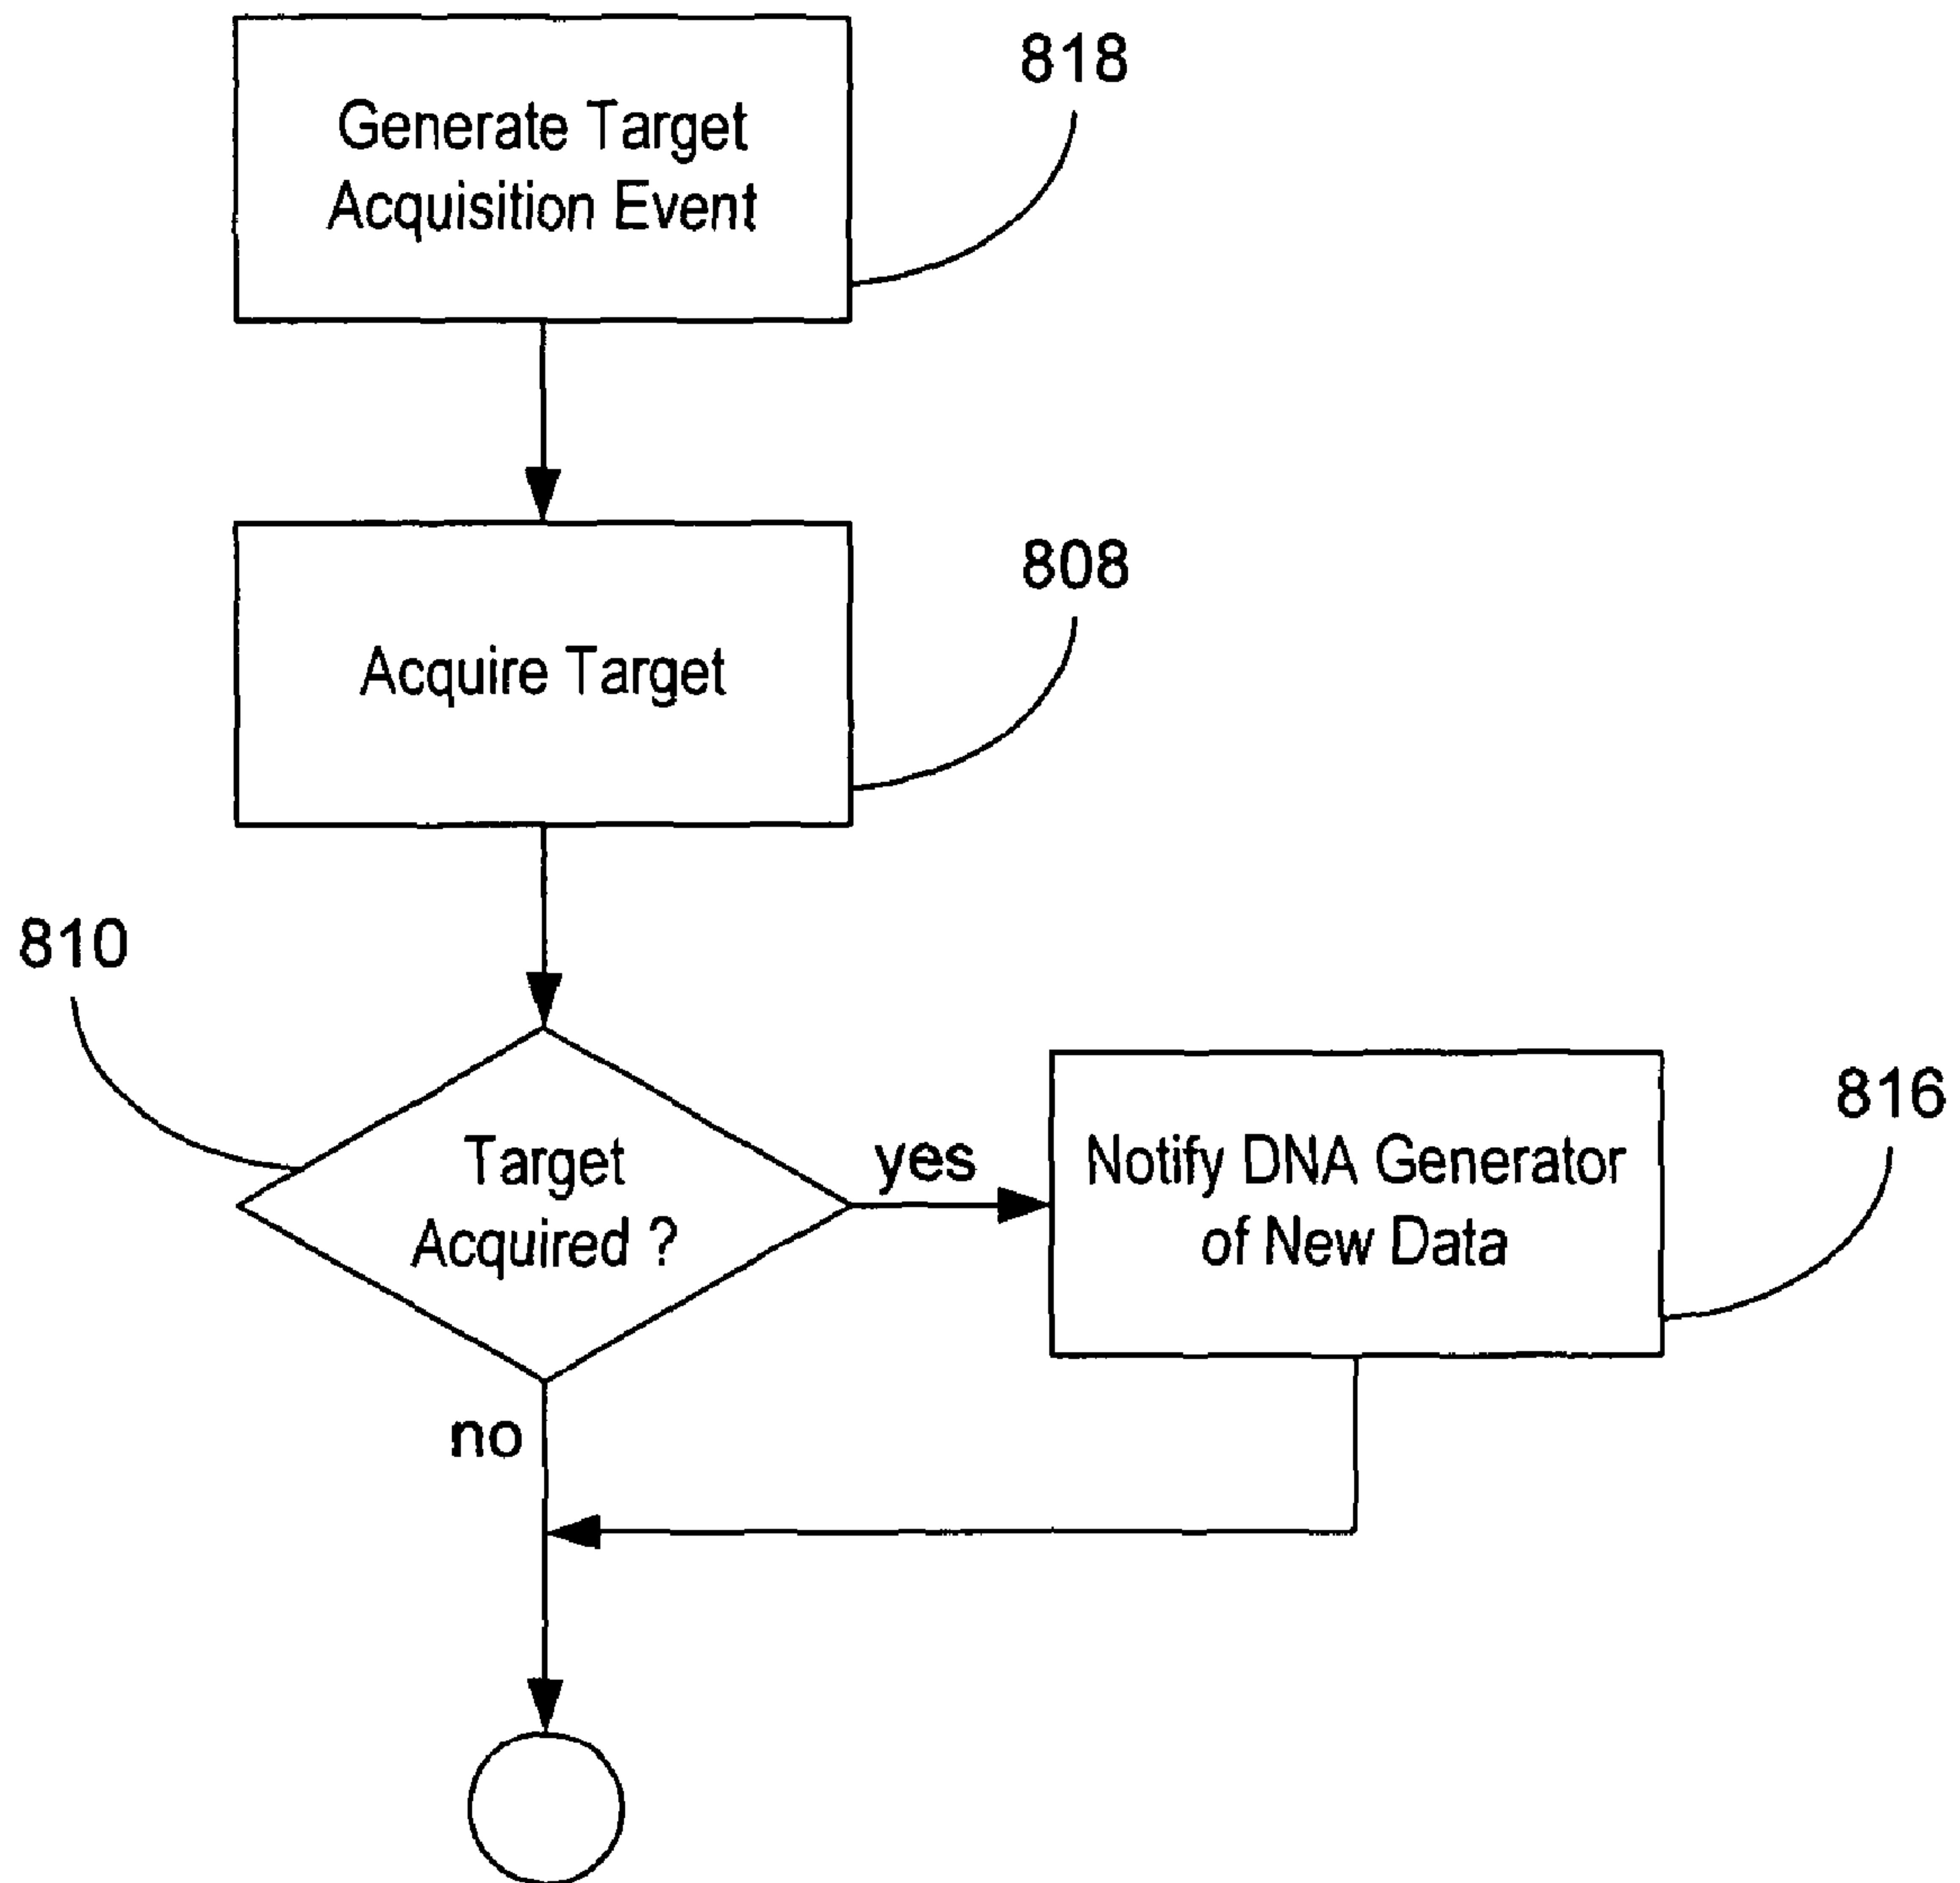 818
Generate Target
Acquisition Event
808
Acquire Target
810
Target
Acquired ?
yes
Notify DNA Generator
of New Data
816
no